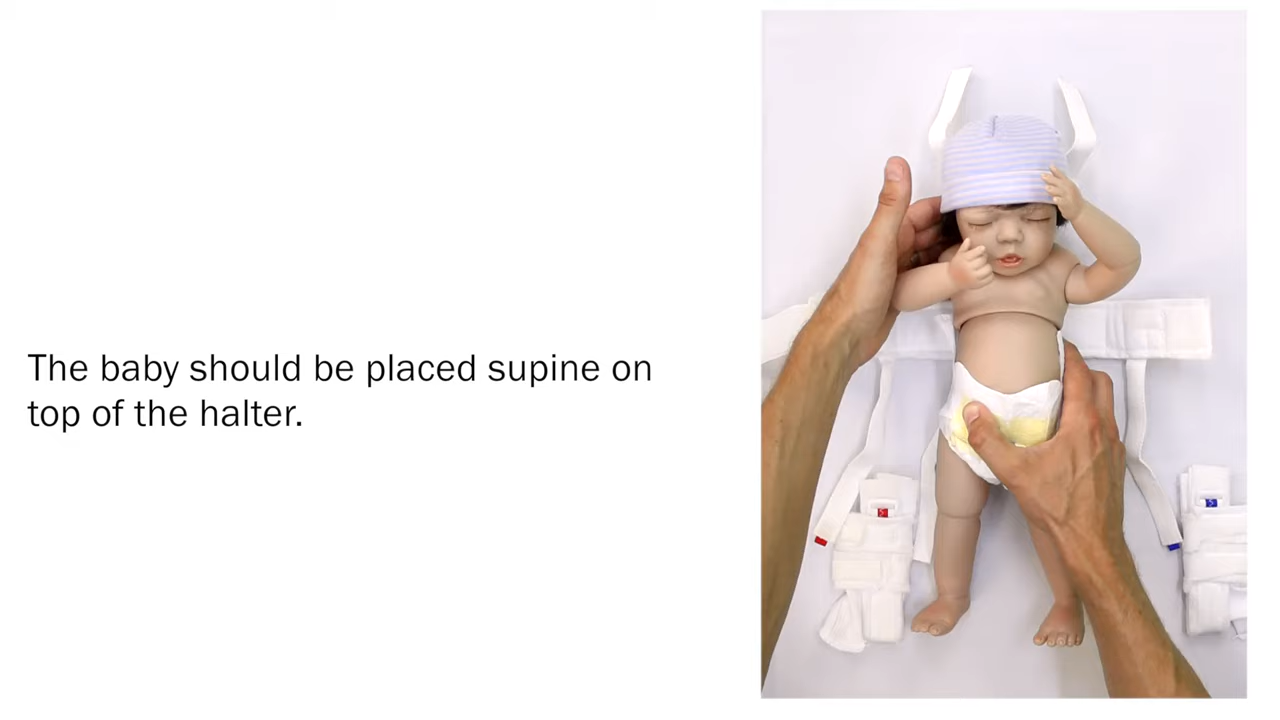 The baby should be placed supine on
top of the halter.